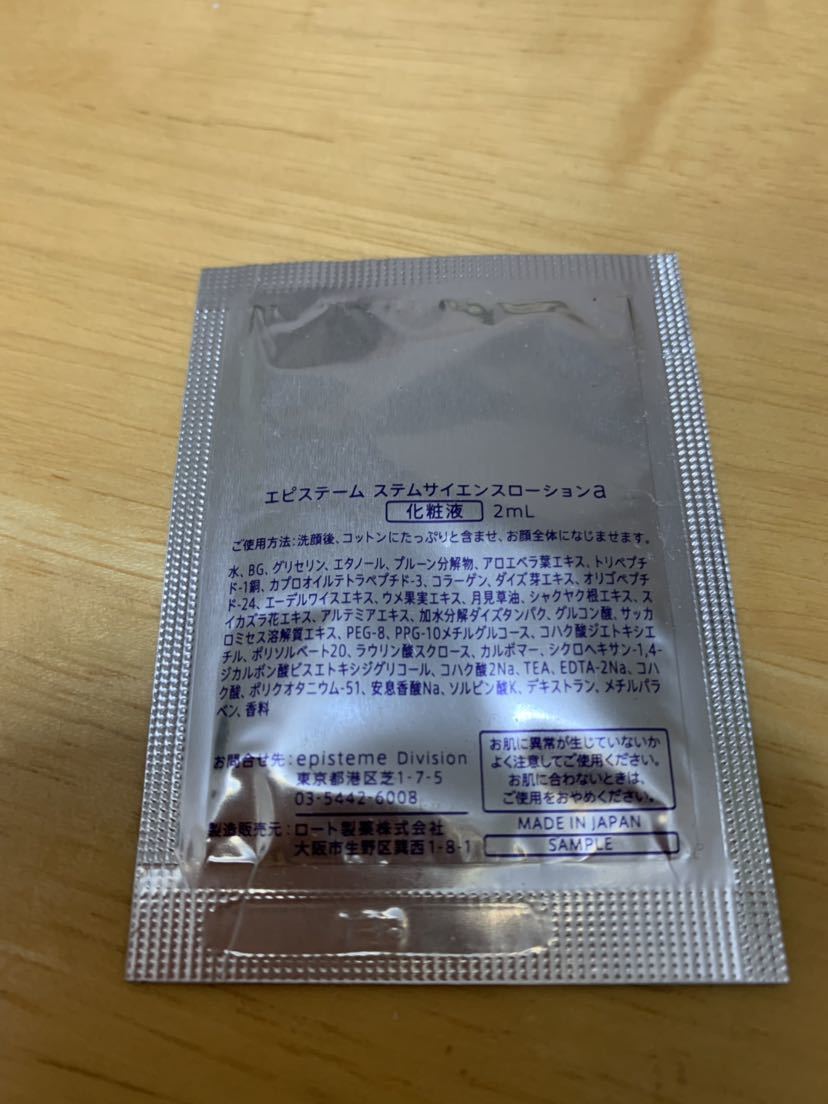 エピステーム ステムサイエンスローションa
化粧液 2mL
ご使用方法:洗顔後、コットンにたっぷりと含ませ、お顔全体になじませます。
水、BG、グリセリン、エタノール、プルーン分解物、アロエベラ葉エキス、トリペプチ
ド-1銅、カプロオイルテトラペプチド-3、コラーゲン、ダイズ芽エキス、オリゴペプチ
ド-24、エーデルワイスエキス、ウメ果実エキス、月見草油、シャクヤク根エキス、ス
イカズラ花エキス、アルテミアエキス、加水分解ダイズタンパク、グルコン酸、サッカ
ロミセス溶解質エキス、PEG-8、PPG-10メチルグルコース、コハク酸ジエトキシエ
チル、ポリソルベート20、ラウリン酸スクロース、カルボマー、シクロヘキサン-1,4-
ジカルボン酸ビスエトキシジグリコール、コハク酸2Na、TEA、EDTA-2Na、コハ
ク酸、ポリクオタニウム-51、安息香酸Na、ソルビン酸K、デキストラン、メチルパラ
ベン、香料
お問合せ先:episteme Division
東京都港区芝1-7-5
03-5442-6008
製造販売元:ロート製薬株式会社
大阪市生野区巽西1-8-1
お肌に異常が生じていないか
よく注意してご使用ください。
お肌に合わないときは、
ご使用をおやめください。
MADE IN JAPAN
SAMPLE